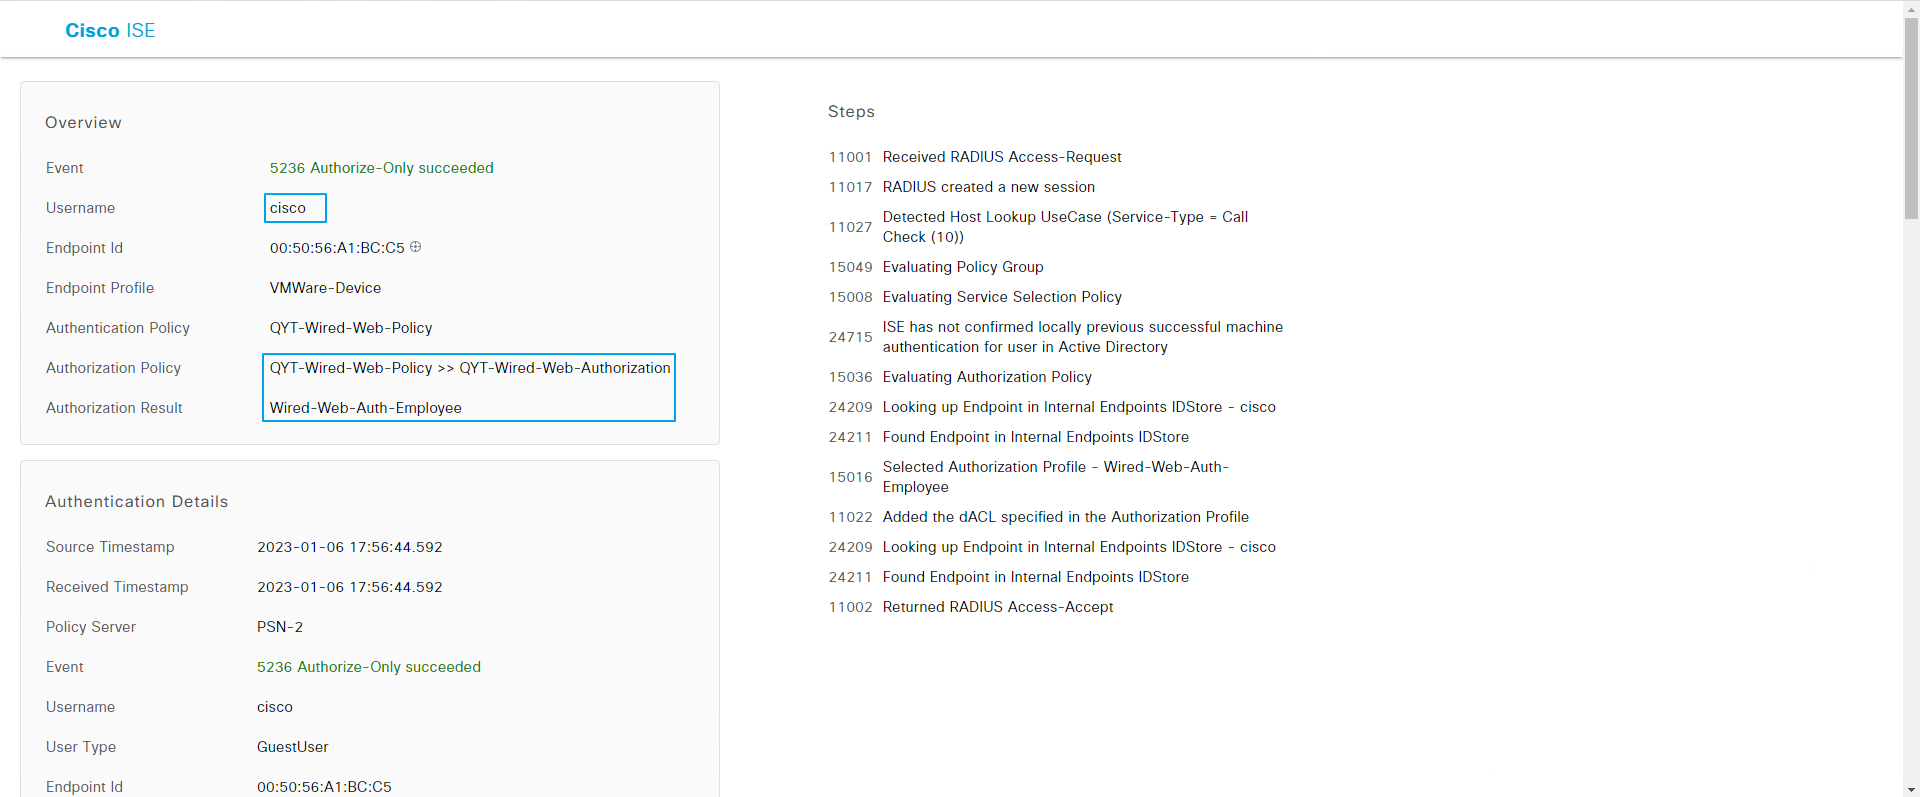 Cisco ISE
Overview
Event 5236 Authorize-Only succeeded
Username cisco
Endpoint Id 00:50:56:A1:BC:C5
Endpoint Profile VMWare-Device
Authentication Policy QYT-Wired-Web-Policy
Authorization Policy QYT-Wired-Web-Policy >> QYT-Wired-Web-Authorization
Authorization Result Wired-Web-Auth-Employee
Authentication Details
Source Timestamp 2023-01-06 17:56:44.592
Received Timestamp 2023-01-06 17:56:44.592
Policy Server PSN-2
Event 5236 Authorize-Only succeeded
Username cisco
User Type GuestUser
Endpoint Id 00:50:56:A1:BC:C5
Steps
11001 Received RADIUS Access-Request
11017 RADIUS created a new session
11027 Detected Host Lookup UseCase (Service-Type = Call
Check (10))
15049 Evaluating Policy Group
15008 Evaluating Service Selection Policy
24715 ISE has not confirmed locally previous successful machine
authentication for user in Active Directory
15036 Evaluating Authorization Policy
24209 Looking up Endpoint in Internal Endpoints IDStore - cisco
24211 Found Endpoint in Internal Endpoints IDStore
15016 Selected Authorization Profile - Wired-Web-Auth-
Employee
11022 Added the dACL specified in the Authorization Profile
24209 Looking up Endpoint in Internal Endpoints IDStore - cisco
24211 Found Endpoint in Internal Endpoints IDStore
11002 Returned RADIUS Access-Accept